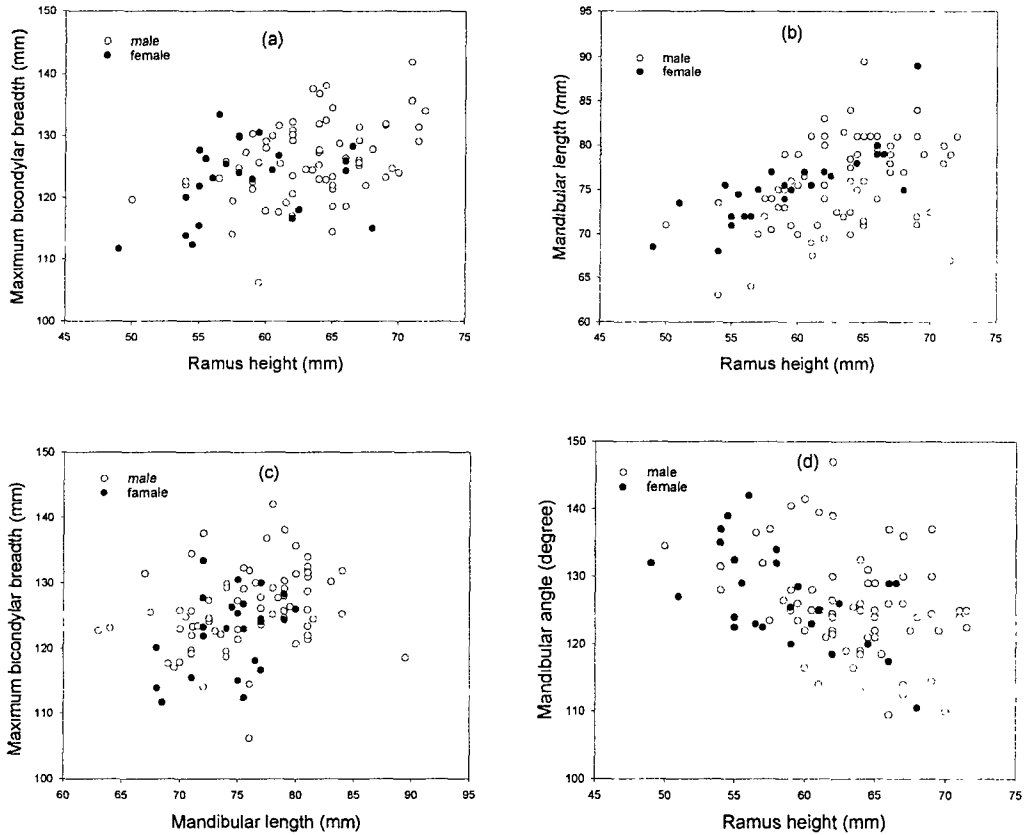 (a)
male
female
Maximum bicondylar breadth (mm)
150
140
130
120
110
100
45 50 55 60 65 70 75
Ramus height (mm)
(b)
male
female
Mandibular length (mm)
95
90
85
80
75
70
65
60
45 50 55 60 65 70 75
Ramus height (mm)
(c)
male
famale
Maximum bicondylar breadth (mm)
150
140
130
120
110
100
60 65 70 75 80 85 90 95
Mandibular length (mm)
(d)
male
female
Mandibular angle (degree)
150
140
130
120
110
100
45 50 55 60 65 70 75
Ramus height (mm)